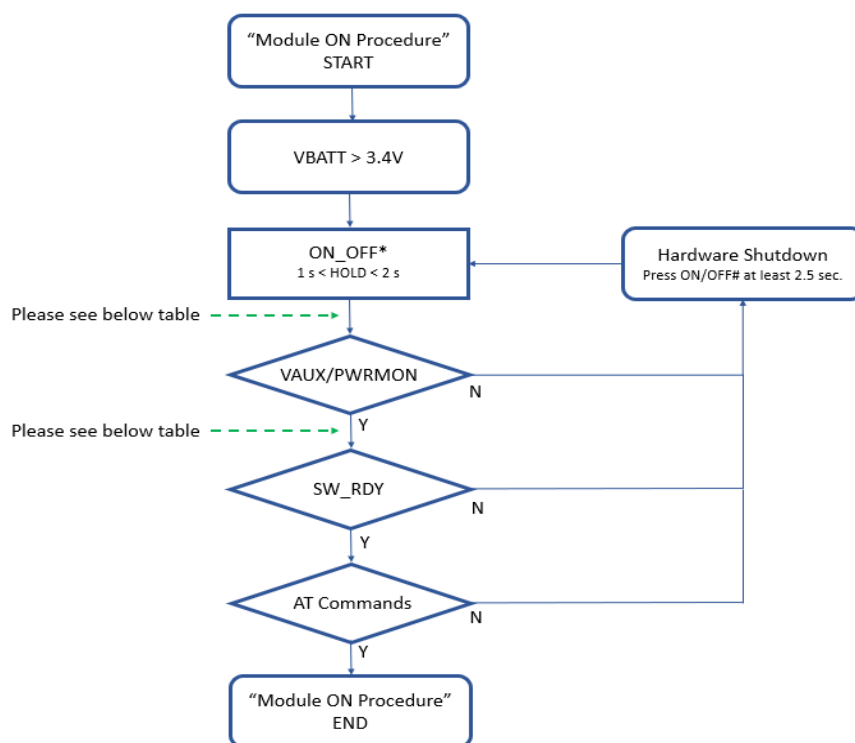 “Module ON Procedure”
START
VBATT > 3.4V
ON_OFF*
1 s < HOLD < 2 s
Hardware Shutdown
Press ON/OFF# at least 2.5 sec.
Please see below table
VAUX/PWRMON
N
Y
Please see below table
SW_RDY
N
Y
AT Commands
N
Y
“Module ON Procedure”
END